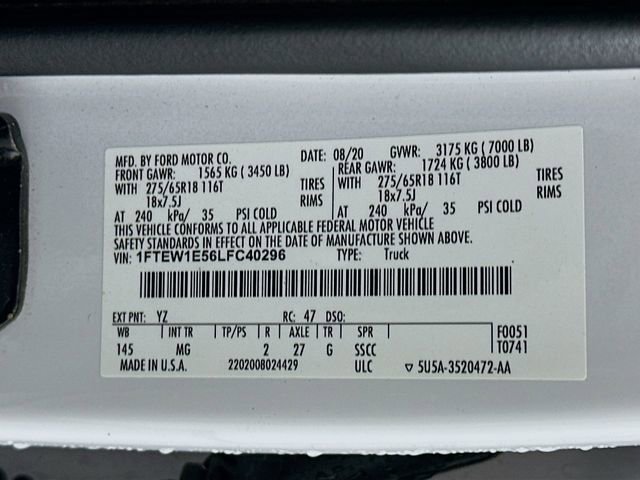 MFD. BY FORD MOTOR CO. DATE: 08/20 GVWR: 3175 KG ( 7000 LB)
FRONT GAWR: 1565 KG ( 3450 LB) REAR GAWR: 1724 KG ( 3800 LB)
WITH 275/65R18 116T TIRES WITH 275/65R18 116T TIRES
18x7.5J RIMS 18x7.5J RIMS
AT 240 kPa/ 35 PSI COLD AT 240 kPa/ 35 PSI COLD
THIS VEHICLE CONFORMS TO ALL APPLICABLE FEDERAL MOTOR VEHICLE
SAFETY STANDARDS IN EFFECT ON THE DATE OF MANUFACTURE SHOWN ABOVE.
VIN: 1FTEW1E56LFC40296 TYPE: Truck
EXT PNT: YZ RC: 47 DSO:
WB INT TR TP/PS R AXLE TR SPR F0051
145 MG 2 27 G SSCC T0741
MADE IN U.S.A. 2202008024429 ULC ▽ 5U5A-3520472-AA